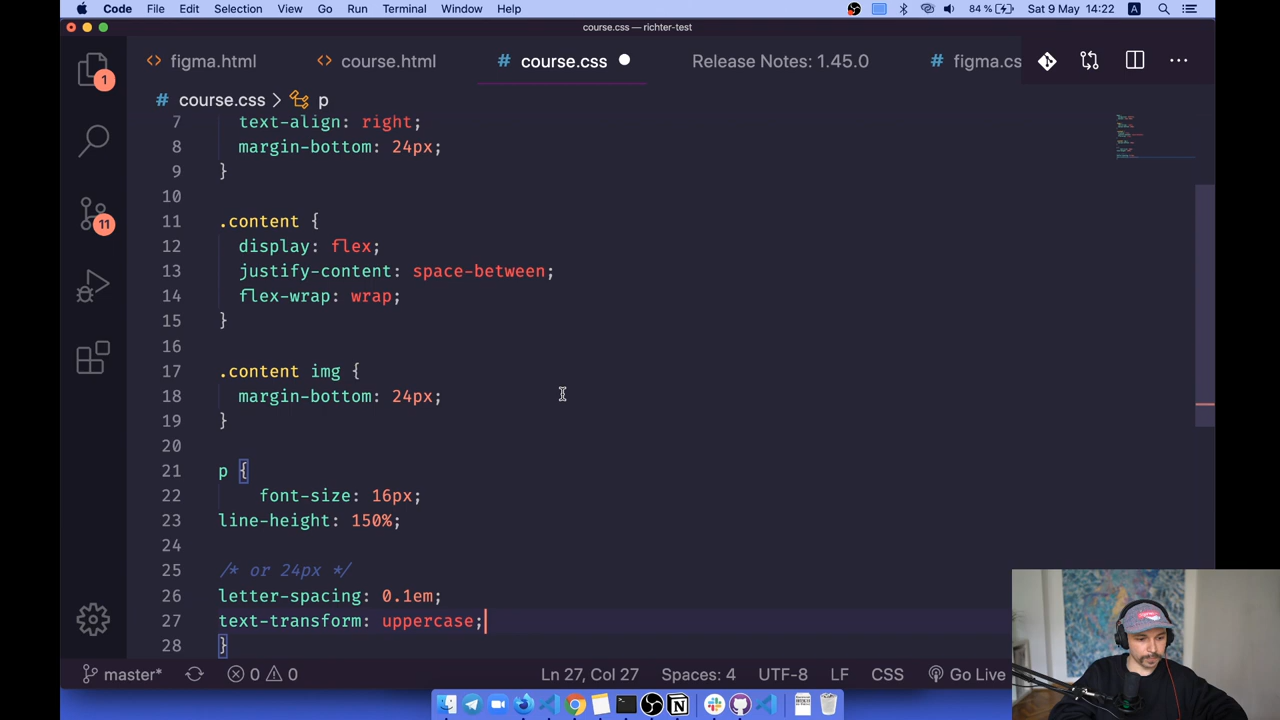 Code File Edit Selection View Go Run Terminal Window Help 84 % Sat 9 May 14:22 A
course.css — richter-test
<> figma.html <> course.html # course.css Release Notes: 1.45.0 # figma.cs
# course.css > p
1
11
7 text-align: right;
8 margin-bottom: 24px;
9 }
10
11 .content {
12 display: flex;
13 justify-content: space-between;
14 flex-wrap: wrap;
15 }
16
17 .content img {
18 margin-bottom: 24px;
19 }
20
21 p {
22 font-size: 16px;
23 line-height: 150%;
24
25 /* or 24px */
26 letter-spacing: 0.1em;
27 text-transform: uppercase;
28 }
master* 0 0 Ln 27, Col 27 Spaces: 4 UTF-8 LF CSS Go Live